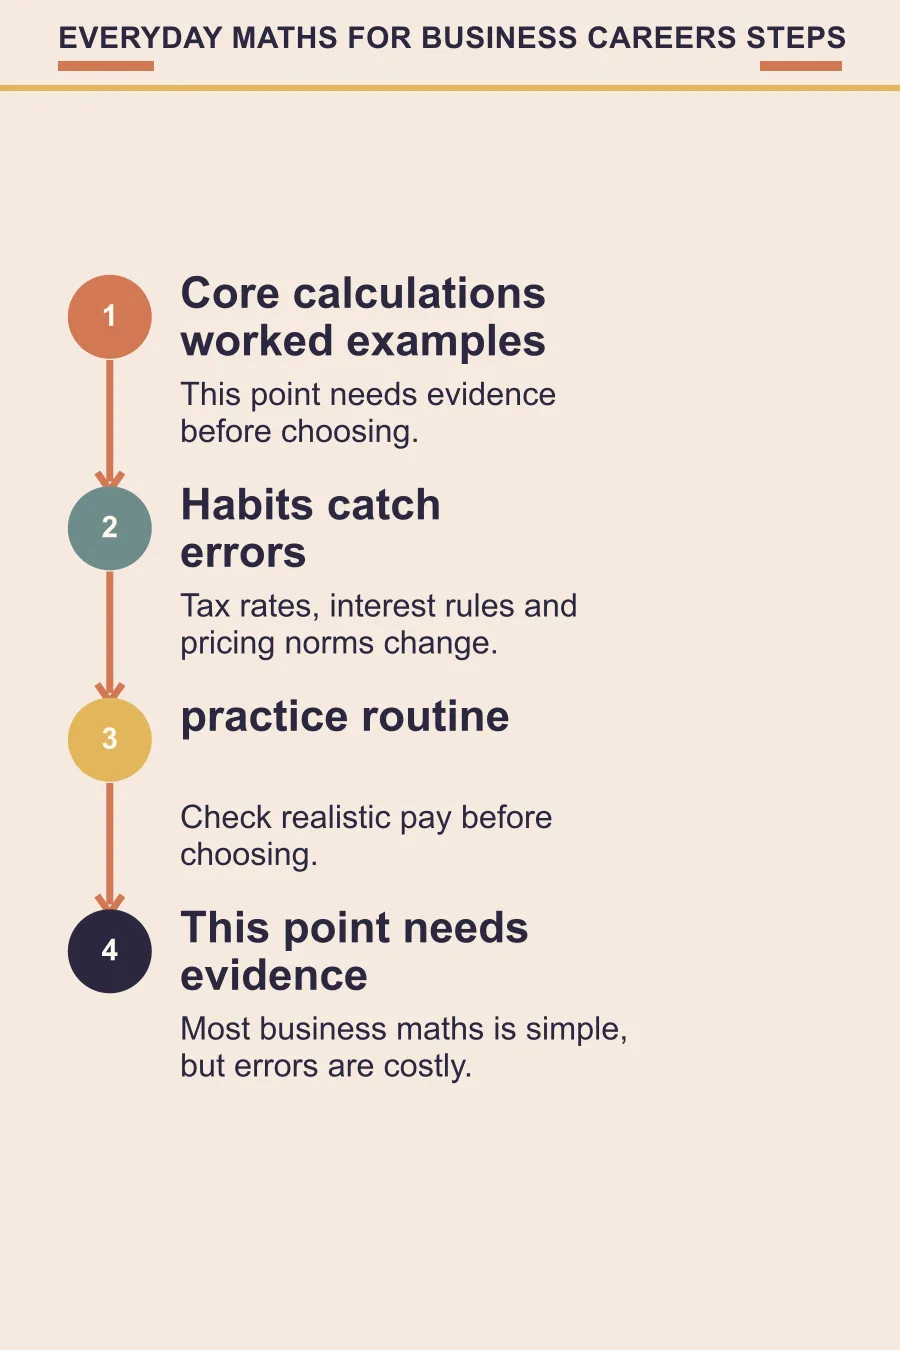 EVERYDAY MATHS FOR BUSINESS CAREERS STEPS
1
Core calculations
worked examples
This point needs evidence
before choosing.
2
Habits catch
errors
Tax rates, interest rules and
pricing norms change.
3
practice routine
Check realistic pay before
choosing.
4
This point needs
evidence
Most business maths is simple,
but errors are costly.